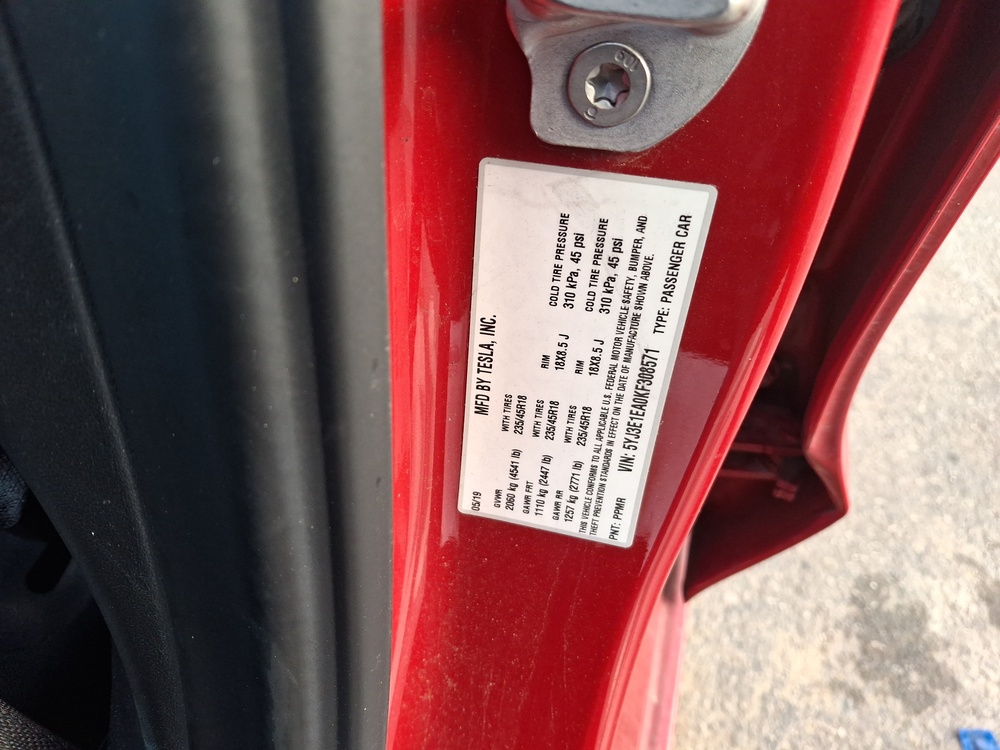 MFD BY TESLA, INC.
05/19
GVWR
2060 kg (4541 lb)
WITH TIRES
235/45R18
GAWR FRT
1110 kg (2447 lb)
WITH TIRES
235/45R18
RIM
18X8.5 J
COLD TIRE PRESSURE
310 kPa, 45 psi
GAWR RR
1257 kg (2771 lb)
WITH TIRES
235/45R18
RIM
18X8.5 J
COLD TIRE PRESSURE
310 kPa, 45 psi
THIS VEHICLE CONFORMS TO ALL APPLICABLE U.S. FEDERAL MOTOR VEHICLE SAFETY, BUMPER, AND
THEFT PREVENTION STANDARDS IN EFFECT ON THE DATE OF MANUFACTURE SHOWN ABOVE.
PNT: PPMR VIN: 5YJ3E1EA0KF308571 TYPE: PASSENGER CAR